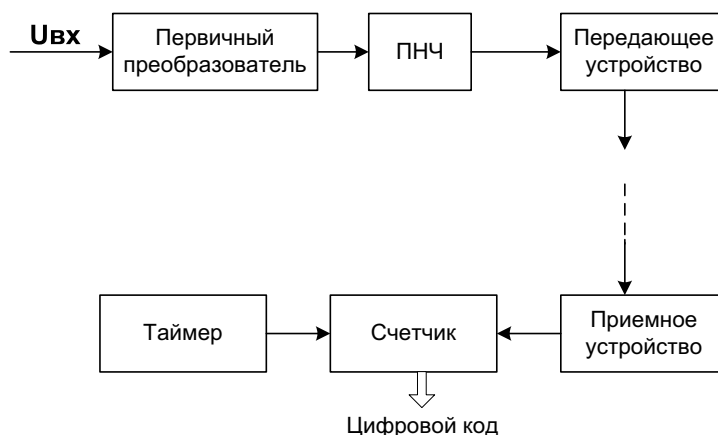 Uвх
Первичный
преобразователь
ПНЧ
Передающее
устройство
Таймер
Счетчик
Приемное
устройство
Цифровой код